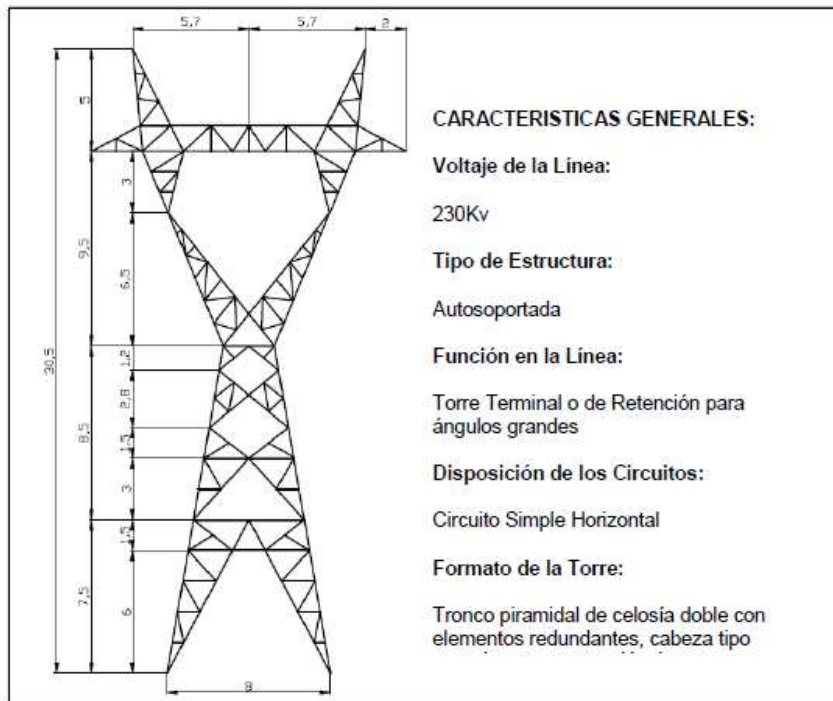 5,7
5,7
2
5
3
9,5
6,5
30,5
1,2
2,8
8,5
1,5
3
1,5
7,5
6
8
CARACTERISTICAS GENERALES:
Voltaje de la Línea:
230Kv
Tipo de Estructura:
Autosoportada
Función en la Línea:
Torre Terminal o de Retención para
ángulos grandes
Disposición de los Circuitos:
Circuito Simple Horizontal
Formato de la Torre:
Tronco piramidal de celosía doble con
elementos redundantes, cabeza tipo